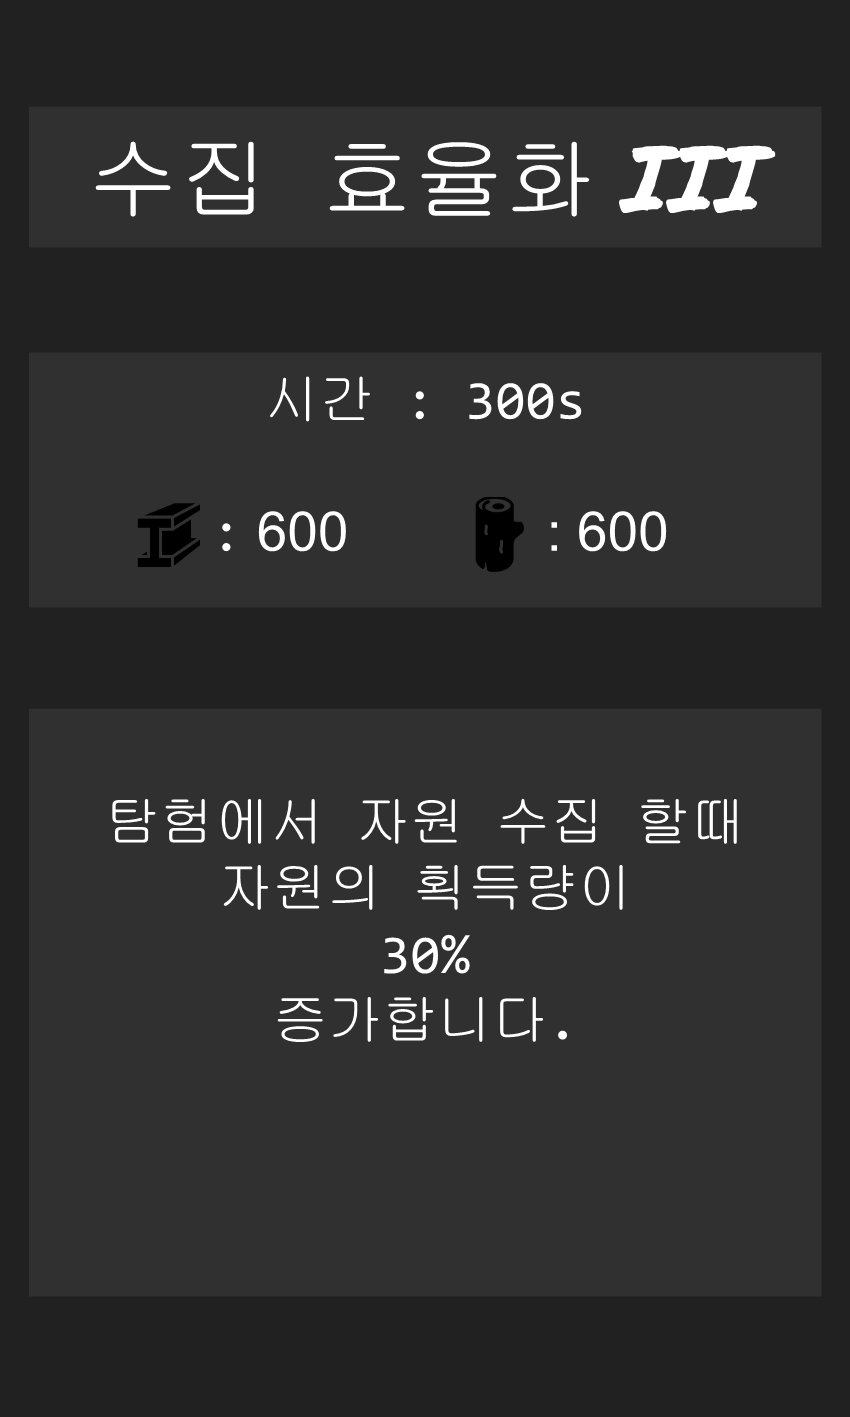 수집 효율화 III
시간 : 300s
: 600 : 600
탐험에서 자원 수집 할때
자원의 획득량이
30%
증가합니다.